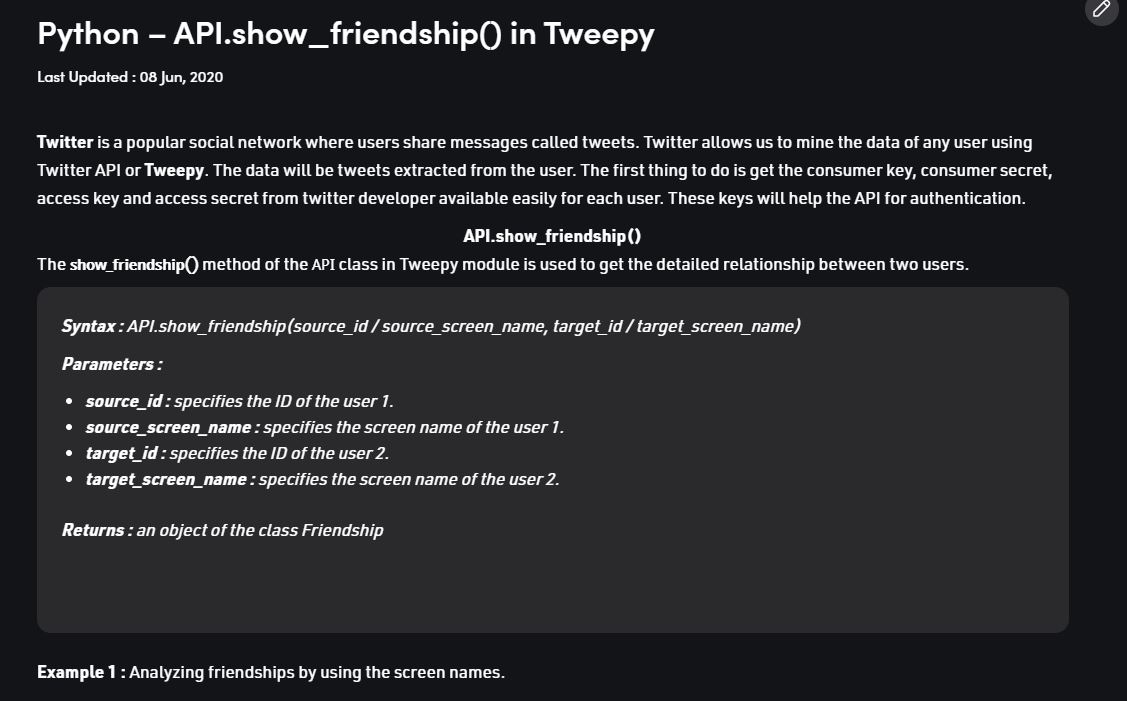 Python – API.show_friendship() in Tweepy
Last Updated : 08 Jun, 2020
Twitter is a popular social network where users share messages called tweets. Twitter allows us to mine the data of any user using
Twitter API or Tweepy. The data will be tweets extracted from the user. The first thing to do is get the consumer key, consumer secret,
access key and access secret from twitter developer available easily for each user. These keys will help the API for authentication.
API.show_friendship()
The show_friendship() method of the API class in Tweepy module is used to get the detailed relationship between two users.
Syntax : API.show_friendship(source_id / source_screen_name, target_id / target_screen_name)
Parameters :
• source_id : specifies the ID of the user 1.
• source_screen_name : specifies the screen name of the user 1.
• target_id : specifies the ID of the user 2.
• target_screen_name : specifies the screen name of the user 2.
Returns : an object of the class Friendship
Example 1 : Analyzing friendships by using the screen names.